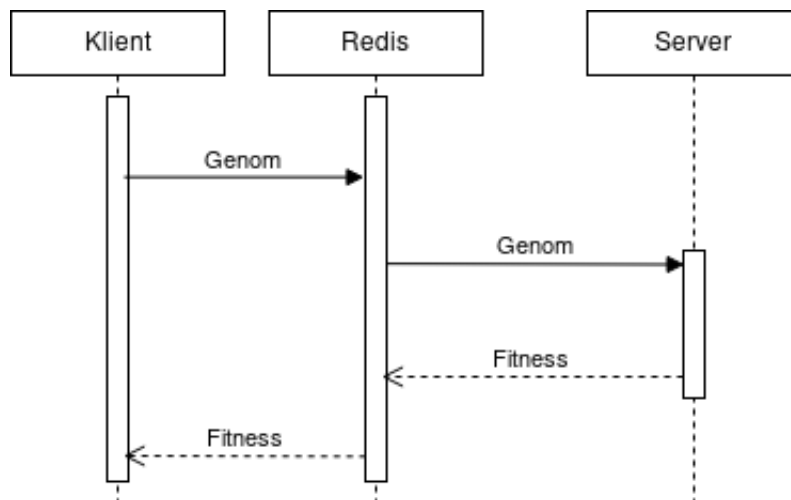 Klient
Redis
Server
Genom
Genom
Fitness
Fitness